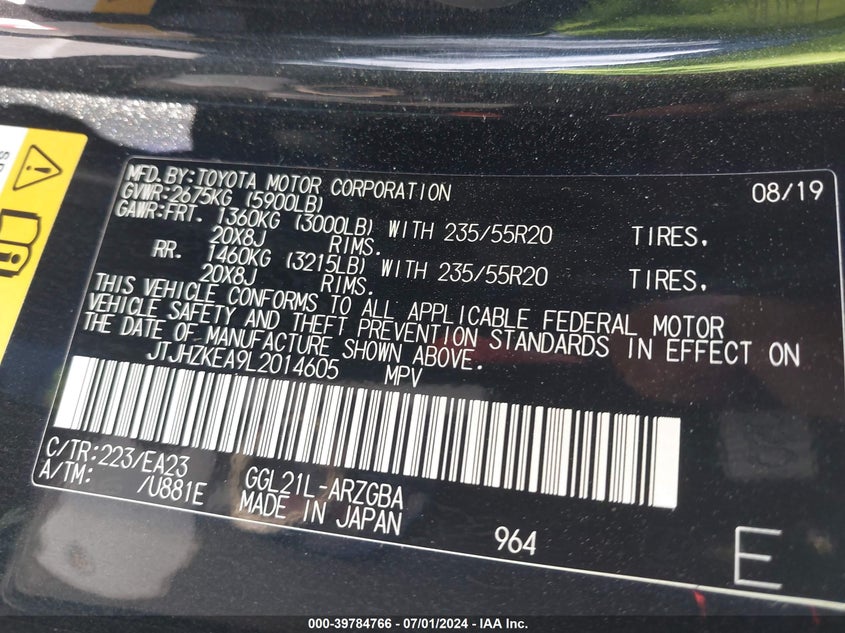 MFD. BY: TOYOTA MOTOR CORPORATION 08/19
GVWR: 2675KG (5900LB)
GAWR: FRT. 1360KG (3000LB) WITH 235/55R20 TIRES,
20X8J RIMS.
RR. 1460KG (3215LB) WITH 235/55R20 TIRES,
20X8J RIMS.
THIS VEHICLE CONFORMS TO ALL APPLICABLE FEDERAL MOTOR
VEHICLE SAFETY AND THEFT PREVENTION STANDARDS IN EFFECT ON
THE DATE OF MANUFACTURE SHOWN ABOVE.
JTJHZKEA9L2014605 MPV
C/TR: 223/EA23
A/TM: /U881E GGL21L-ARZGBA
MADE IN JAPAN 964
E
000-39784766 - 07/01/2024 - IAA Inc.